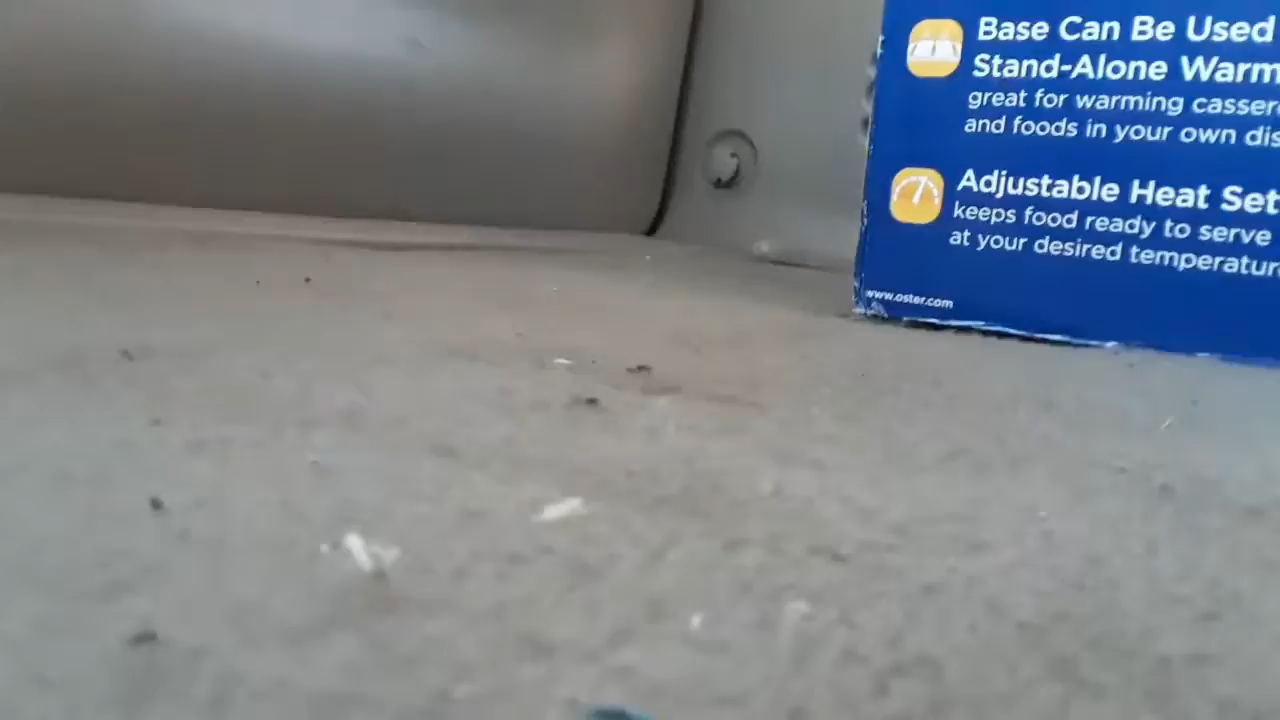 Base Can Be Used
Stand-Alone Warm
great for warming casser
and foods in your own dis
Adjustable Heat Set
keeps food ready to serve
at your desired temperatur
www.oster.com